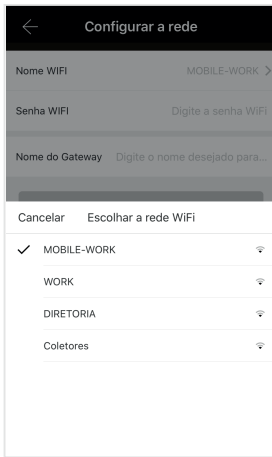 Configurar a rede
Nome WIFI MOBILE-WORK
Senha WIFI Digite a senha WiFi
Nome do Gateway Digite o nome desejado para...
Cancelar Escolhar a rede WiFi
MOBILE-WORK
WORK
DIRETORIA
Coletores